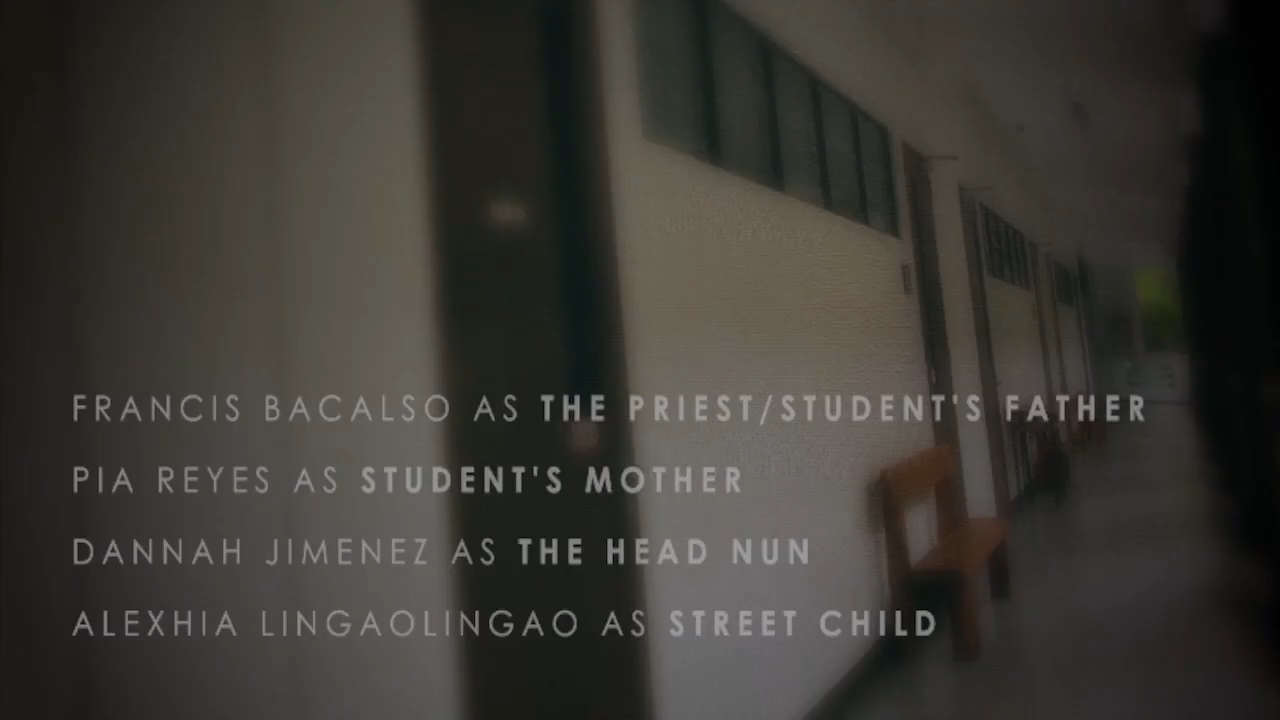 FRANCIS BACALSO AS THE PRIEST/STUDENT'S FATHER
PIA REYES AS STUDENT'S MOTHER
DANNAH JIMENEZ AS THE HEAD NUN
ALEXHIA LINGAOLINGAO AS STREET CHILD